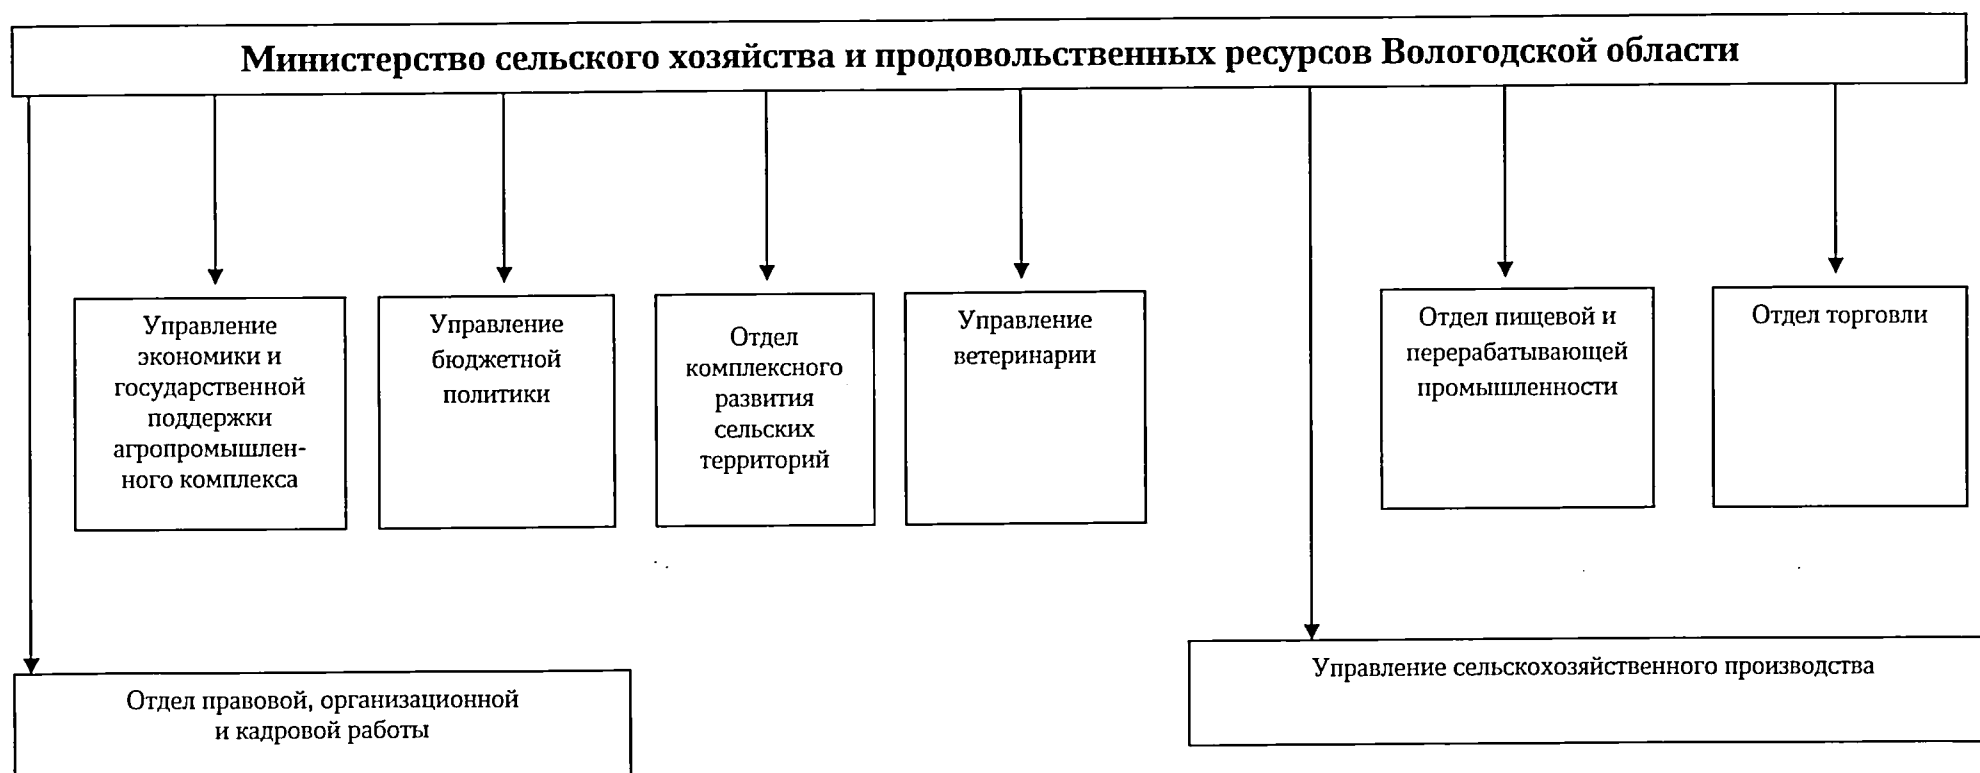 Министерство сельского хозяйства и продовольственных ресурсов Вологодской области
Управление
экономики и
государственной
поддержки
агропромышлен-
ного комплекса
Управление
бюджетной
политики
Отдел
комплексного
развития
сельских
территорий
Управление
ветеринарии
Отдел пищевой и
перерабатывающей
промышленности
Отдел торговли
Отдел правовой, организационной
и кадровой работы
Управление сельскохозяйственного производства